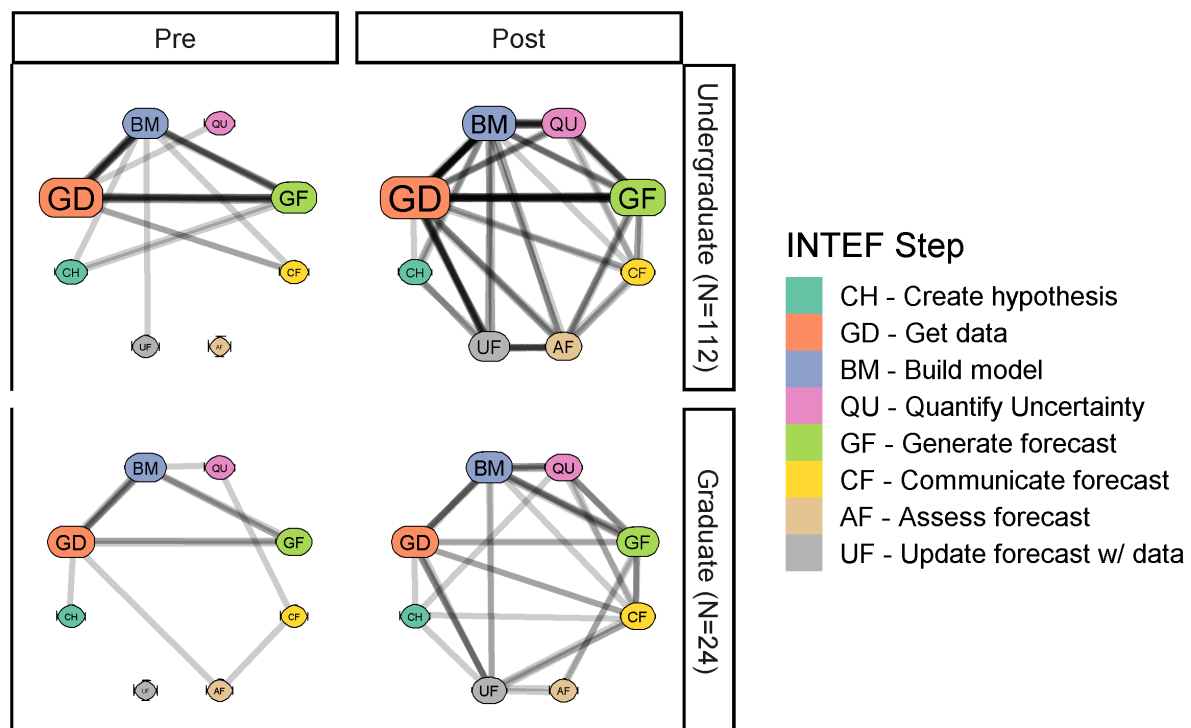 Pre
Post
Undergraduate (N=112)
BM
QU
GD
GF
CH
CF
UF
AF
BM
QU
GD
GF
CH
CF
UF
AF
Graduate (N=24)
BM
QU
GD
GF
CH
CF
UF
AF
BM
QU
GD
GF
CH
CF
UF
AF
INTEF Step
CH - Create hypothesis
GD - Get data
BM - Build model
QU - Quantify Uncertainty
GF - Generate forecast
CF - Communicate forecast
AF - Assess forecast
UF - Update forecast w/ data